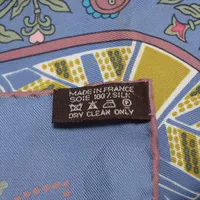 MADE IN FRANCE
SOIE 100% SILK
DRY CLEAN ONLY